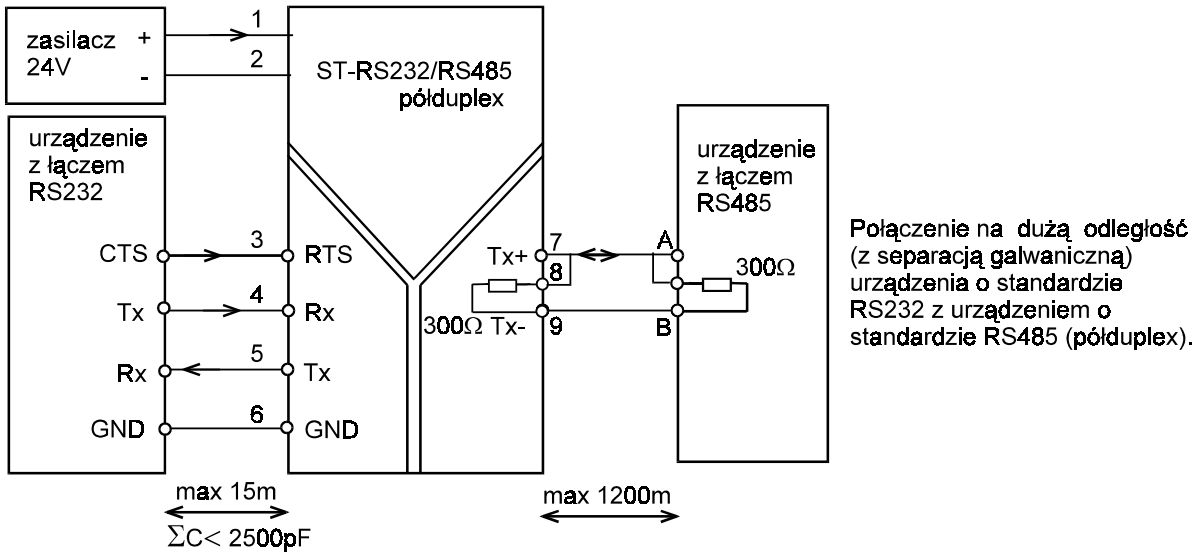 zasilacz +
24V -
1
2
ST-RS232/RS485
półduplex
urządzenie
z łączem
RS232
CTS 3 RTS
Tx 4 Rx
Rx 5 Tx
GND 6 GND
Tx+ 7
8
300Ω Tx- 9
urządzenie
z łączem
RS485
A
300Ω
B
Połączenie na dużą odległość
(z separacją galwaniczną)
urządzenia o standardzie
RS232 z urządzeniem o
standardzie RS485 (półduplex).
max 15m
ΣC< 2500pF
max 1200m